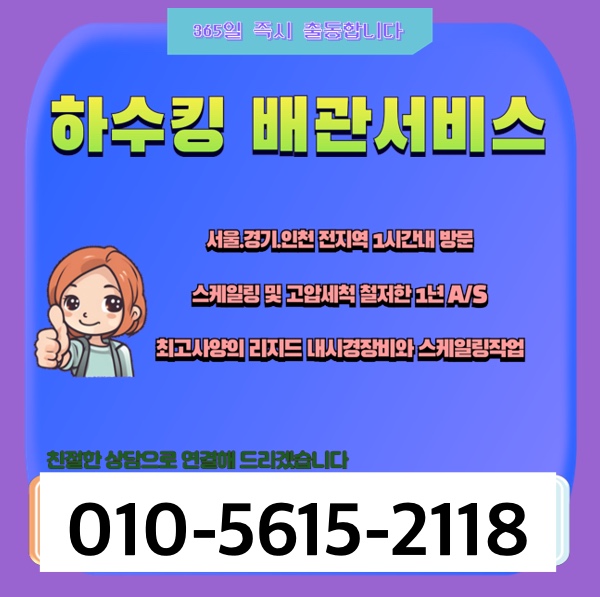 365일 즉시 출동합니다
하수킹 배관서비스
서울.경기.인천 전지역 1시간내 방문
스케일링 및 고압세척 철저한 1년 A/S
최고사양의 리지드 내시경장비와 스케일링작업
친절한 상담으로 연결해 드리겠습니다
010-5615-2118